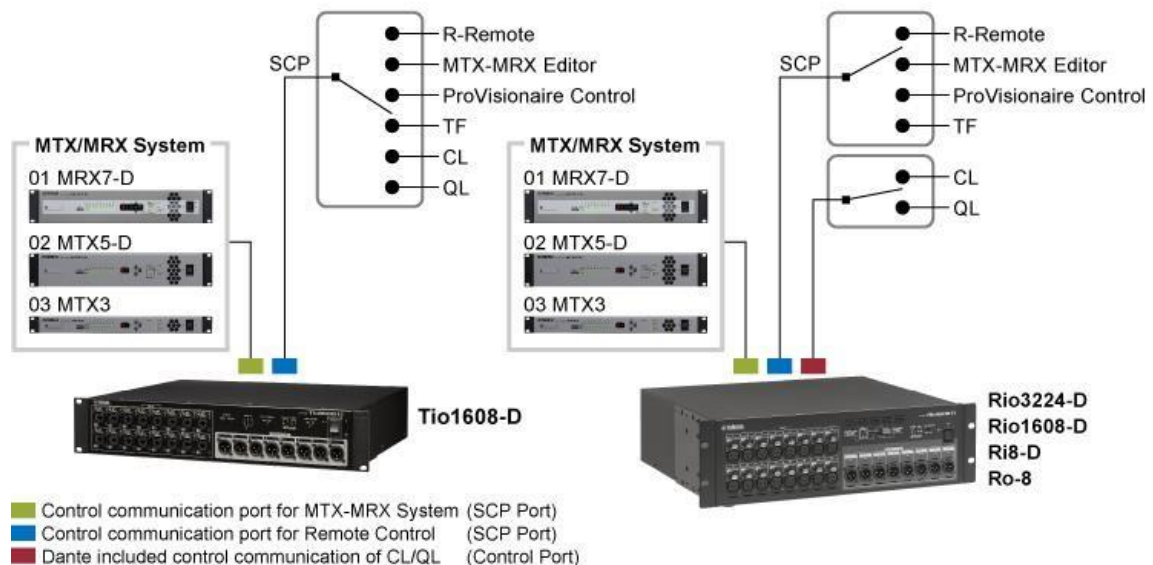 SCP
R-Remote
MTX-MRX Editor
ProVisionaire Control
TF
CL
QL
MTX/MRX System
01 MRX7-D
02 MTX5-D
03 MTX3
Tio1608-D
SCP
R-Remote
MTX-MRX Editor
ProVisionaire Control
TF
CL
QL
MTX/MRX System
01 MRX7-D
02 MTX5-D
03 MTX3
Rio3224-D
Rio1608-D
Ri8-D
Ro-8
Control communication port for MTX-MRX System (SCP Port)
Control communication port for Remote Control (SCP Port)
Dante included control communication of CL/QL (Control Port)